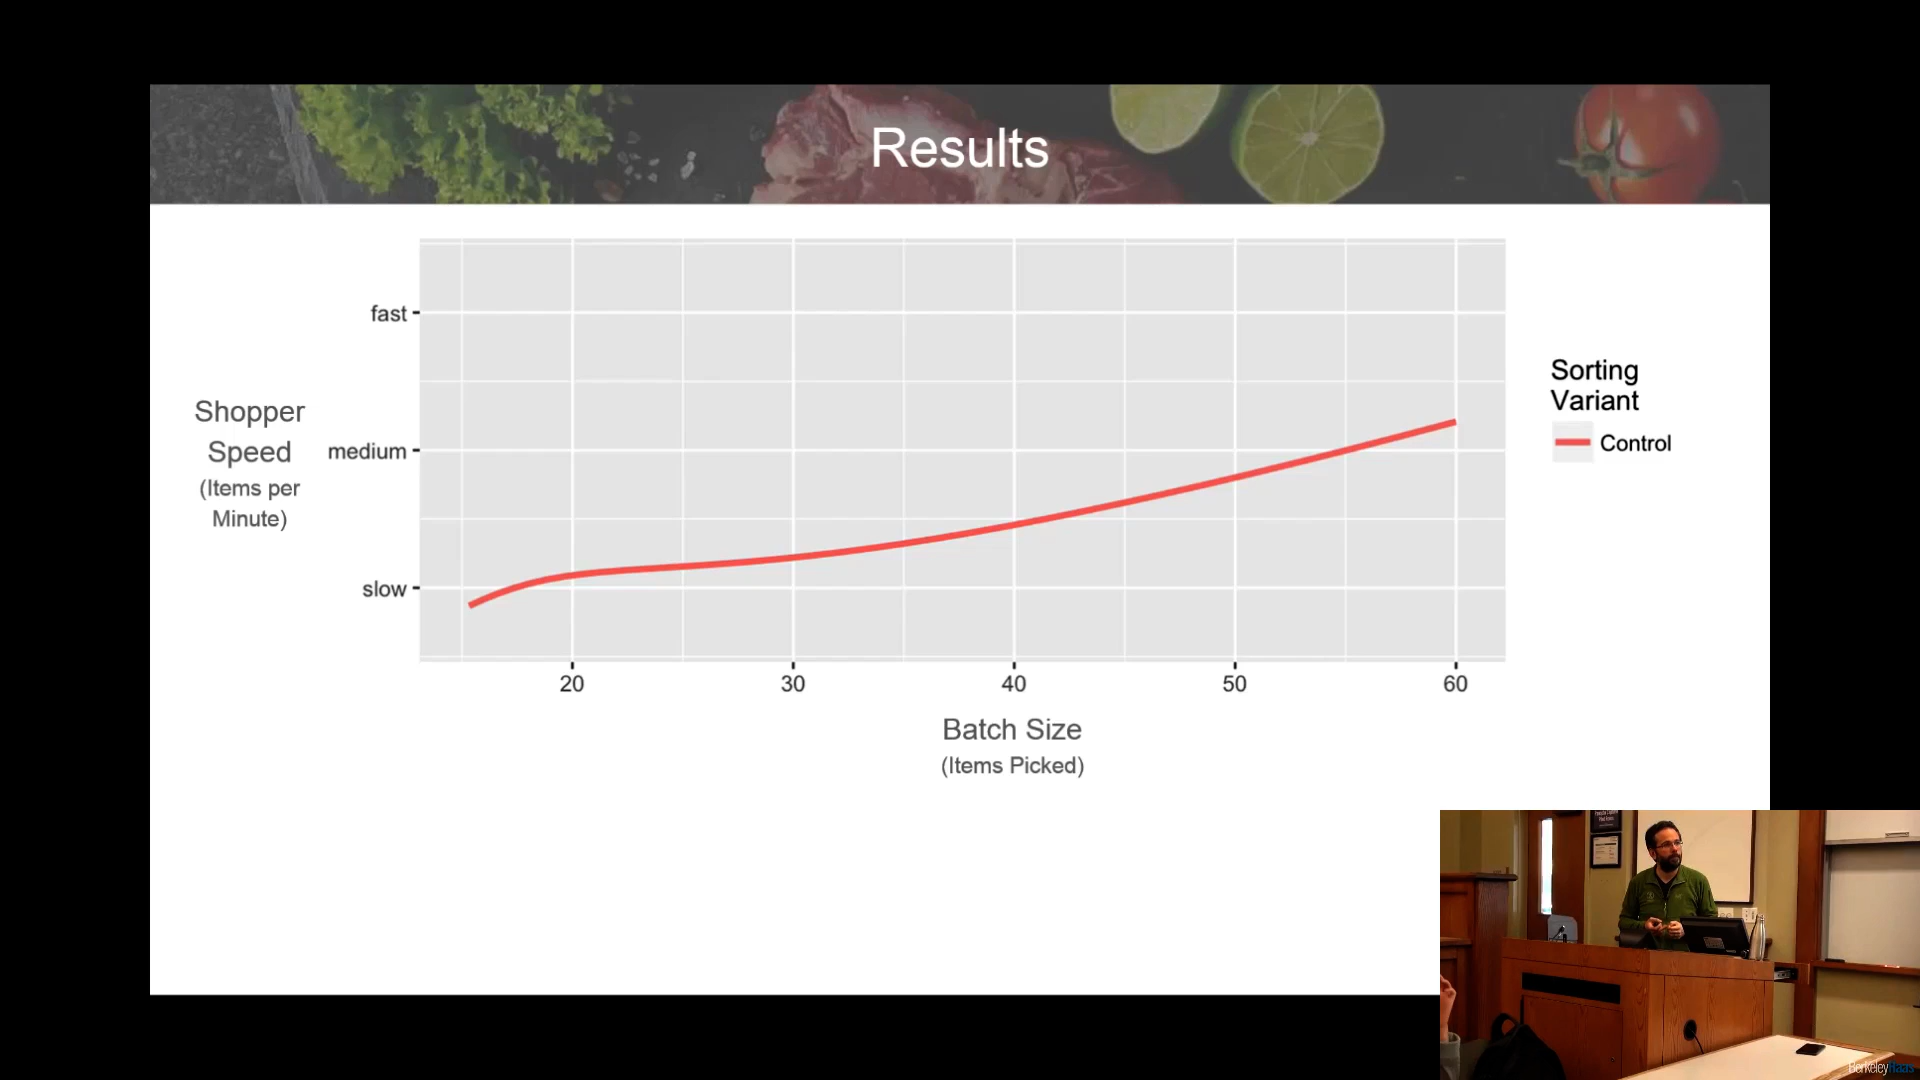 Results
fast
medium
slow
Shopper
Speed
(Items per
Minute)
20 30 40 50 60
Batch Size
(Items Picked)
Sorting
Variant
Control
BerkeleyHaas